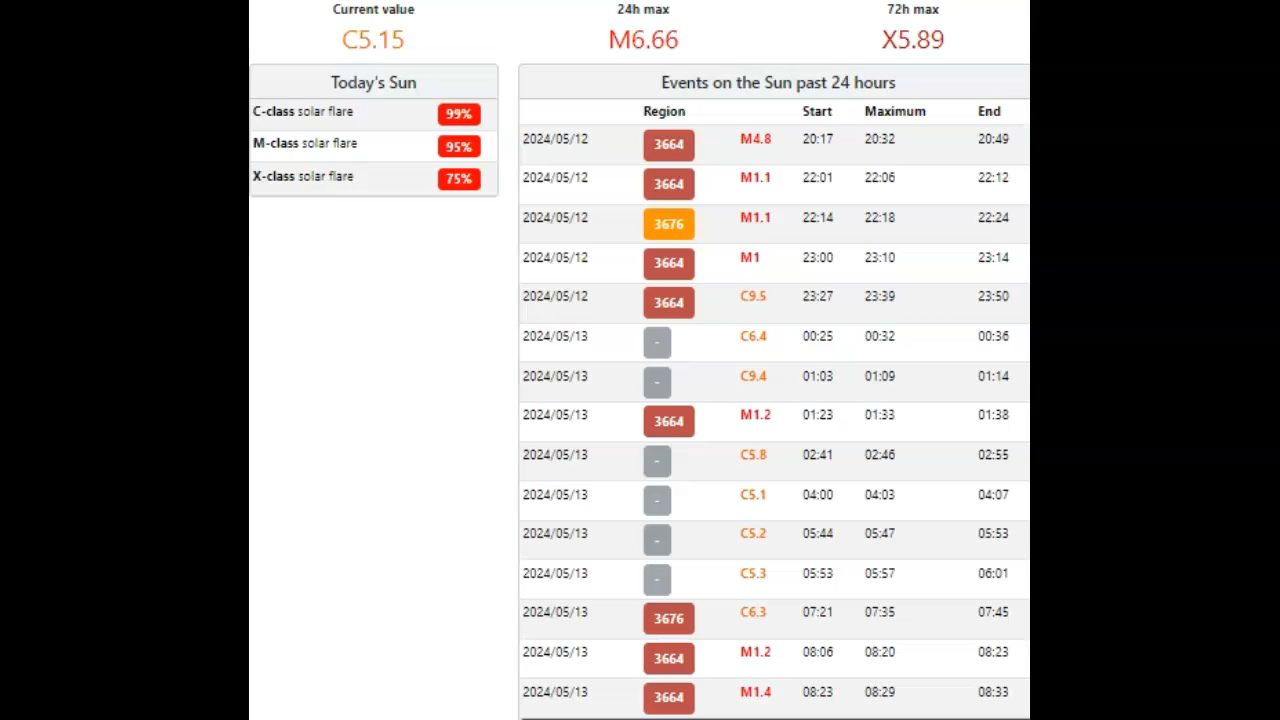 Current value 24h max 72h max
C5.15 M6.66 X5.89
Today's Sun
C-class solar flare 99%
M-class solar flare 95%
X-class solar flare 75%
Events on the Sun past 24 hours
Region Start Maximum End
2024/05/12 3664 M4.8 20:17 20:32 20:49
2024/05/12 3664 M1.1 22:01 22:06 22:12
2024/05/12 3676 M1.1 22:14 22:18 22:24
2024/05/12 3664 M1 23:00 23:10 23:14
2024/05/12 3664 C9.5 23:27 23:39 23:50
2024/05/13 - C6.4 00:25 00:32 00:36
2024/05/13 - C9.4 01:03 01:09 01:14
2024/05/13 3664 M1.2 01:23 01:33 01:38
2024/05/13 - C5.8 02:41 02:46 02:55
2024/05/13 - C5.1 04:00 04:03 04:07
2024/05/13 - C5.2 05:44 05:47 05:53
2024/05/13 - C5.3 05:53 05:57 06:01
2024/05/13 3676 C6.3 07:21 07:35 07:45
2024/05/13 3664 M1.2 08:06 08:20 08:23
2024/05/13 3664 M1.4 08:23 08:29 08:33